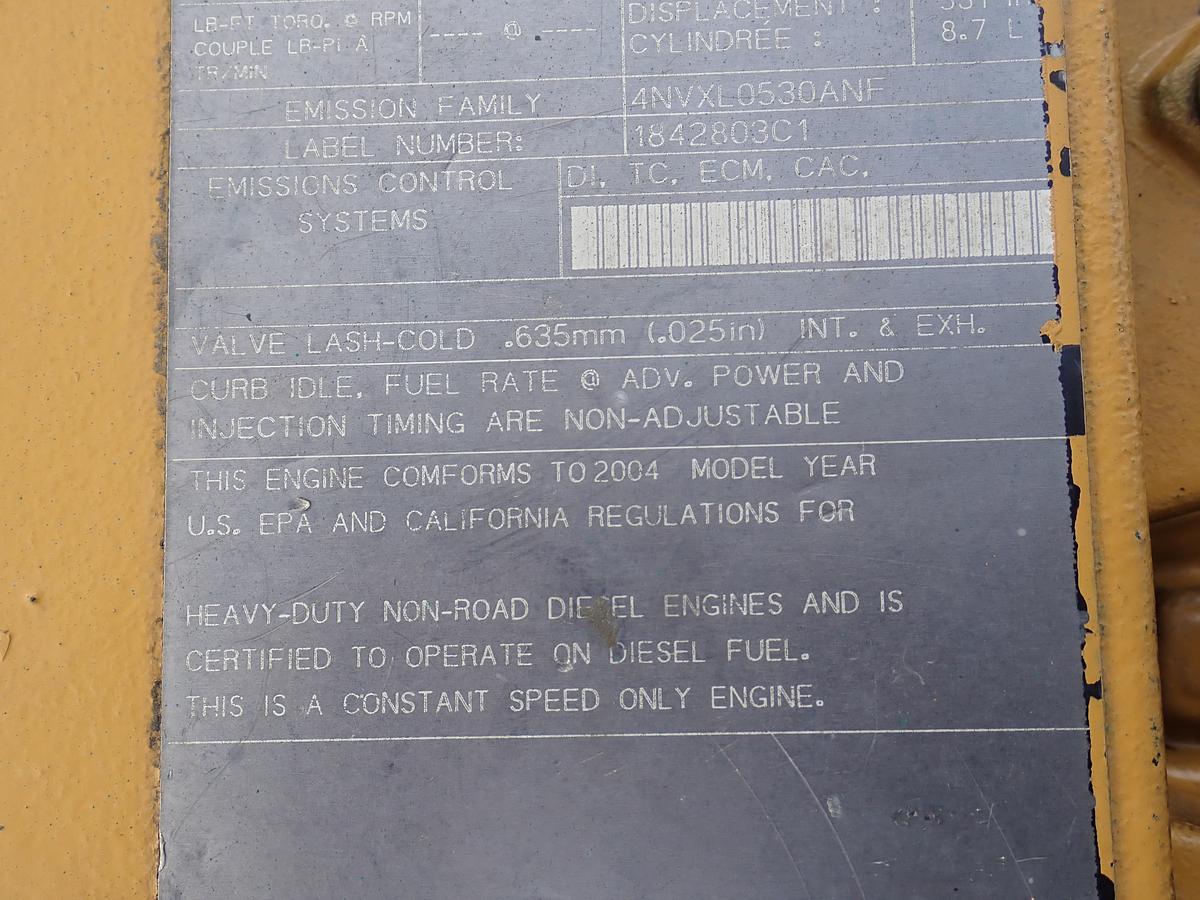 LB-FT TORQ. @ RPM
COUPLE LB-PI À
TR/MIN
---- @ ----
DISPLACEMENT :
CYLINDRÉE :
8.7 L
EMISSION FAMILY 4NVXL0530ANF
LABEL NUMBER: 1842803C1
EMISSIONS CONTROL
SYSTEMS
DI, TC, ECM, CAC.
VALVE LASH-COLD .635mm (.025in) INT. & EXH.
CURB IDLE, FUEL RATE @ ADV. POWER AND
INJECTION TIMING ARE NON-ADJUSTABLE
THIS ENGINE COMFORMS TO 2004 MODEL YEAR
U.S. EPA AND CALIFORNIA REGULATIONS FOR
HEAVY-DUTY NON-ROAD DIESEL ENGINES AND IS
CERTIFIED TO OPERATE ON DIESEL FUEL.
THIS IS A CONSTANT SPEED ONLY ENGINE.